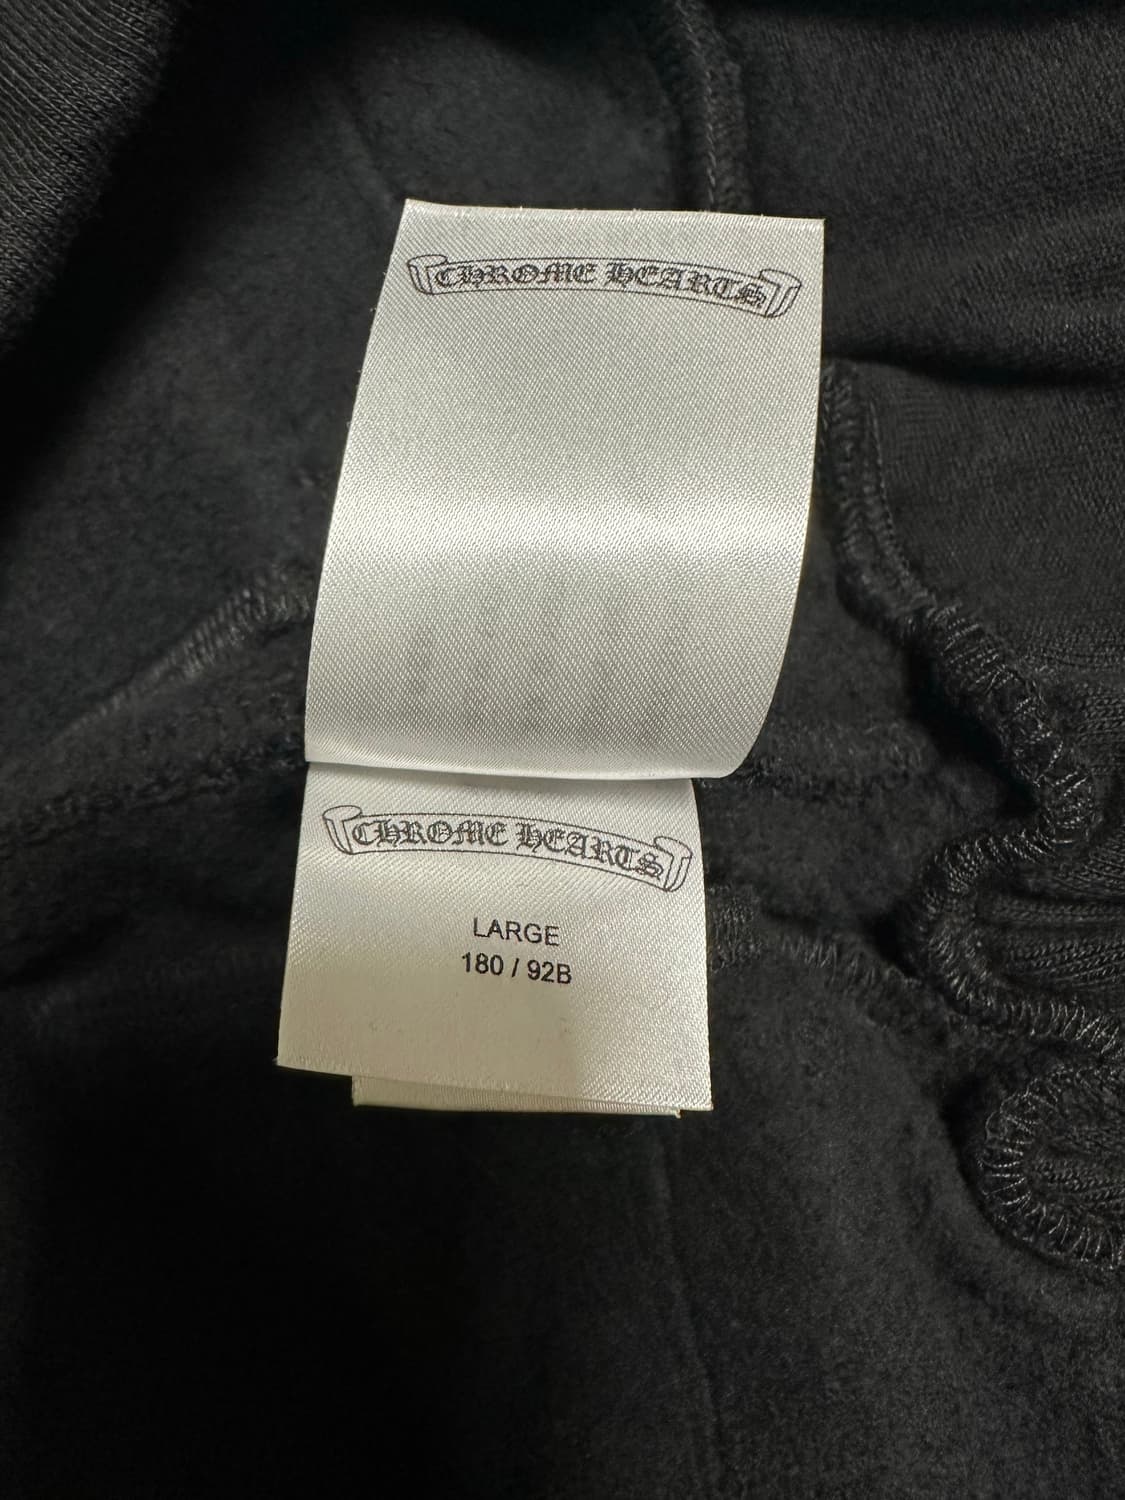 CHROME HEARTS
CHROME HEARTS
LARGE
180 / 92B